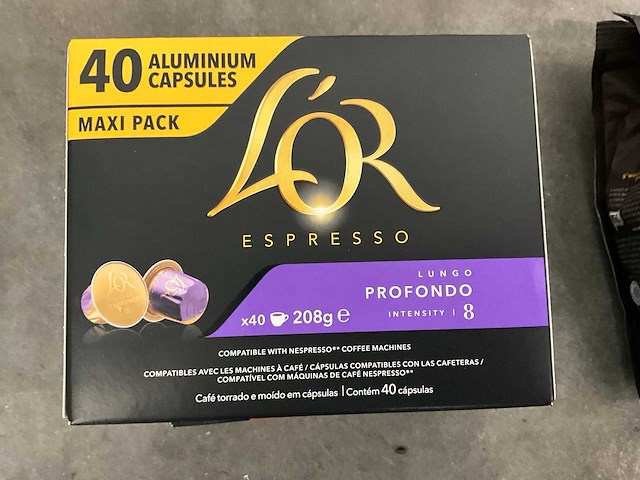 40 ALUMINIUM
CAPSULES
MAXI PACK
L'OR
ESPRESSO
L'OR
LUNGO
PROFONDO
x40 208g ℮
INTENSITY | 8
COMPATIBLE WITH NESPRESSO®* COFFEE MACHINES
COMPATIBLES AVEC LES MACHINES À CAFÉ / CÁPSULAS COMPATIBLES CON LAS CAFETERAS /
COMPATÍVEL COM MÁQUINAS DE CAFÉ NESPRESSO®*
Café torrado e moído em cápsulas | Contém 40 cápsulas